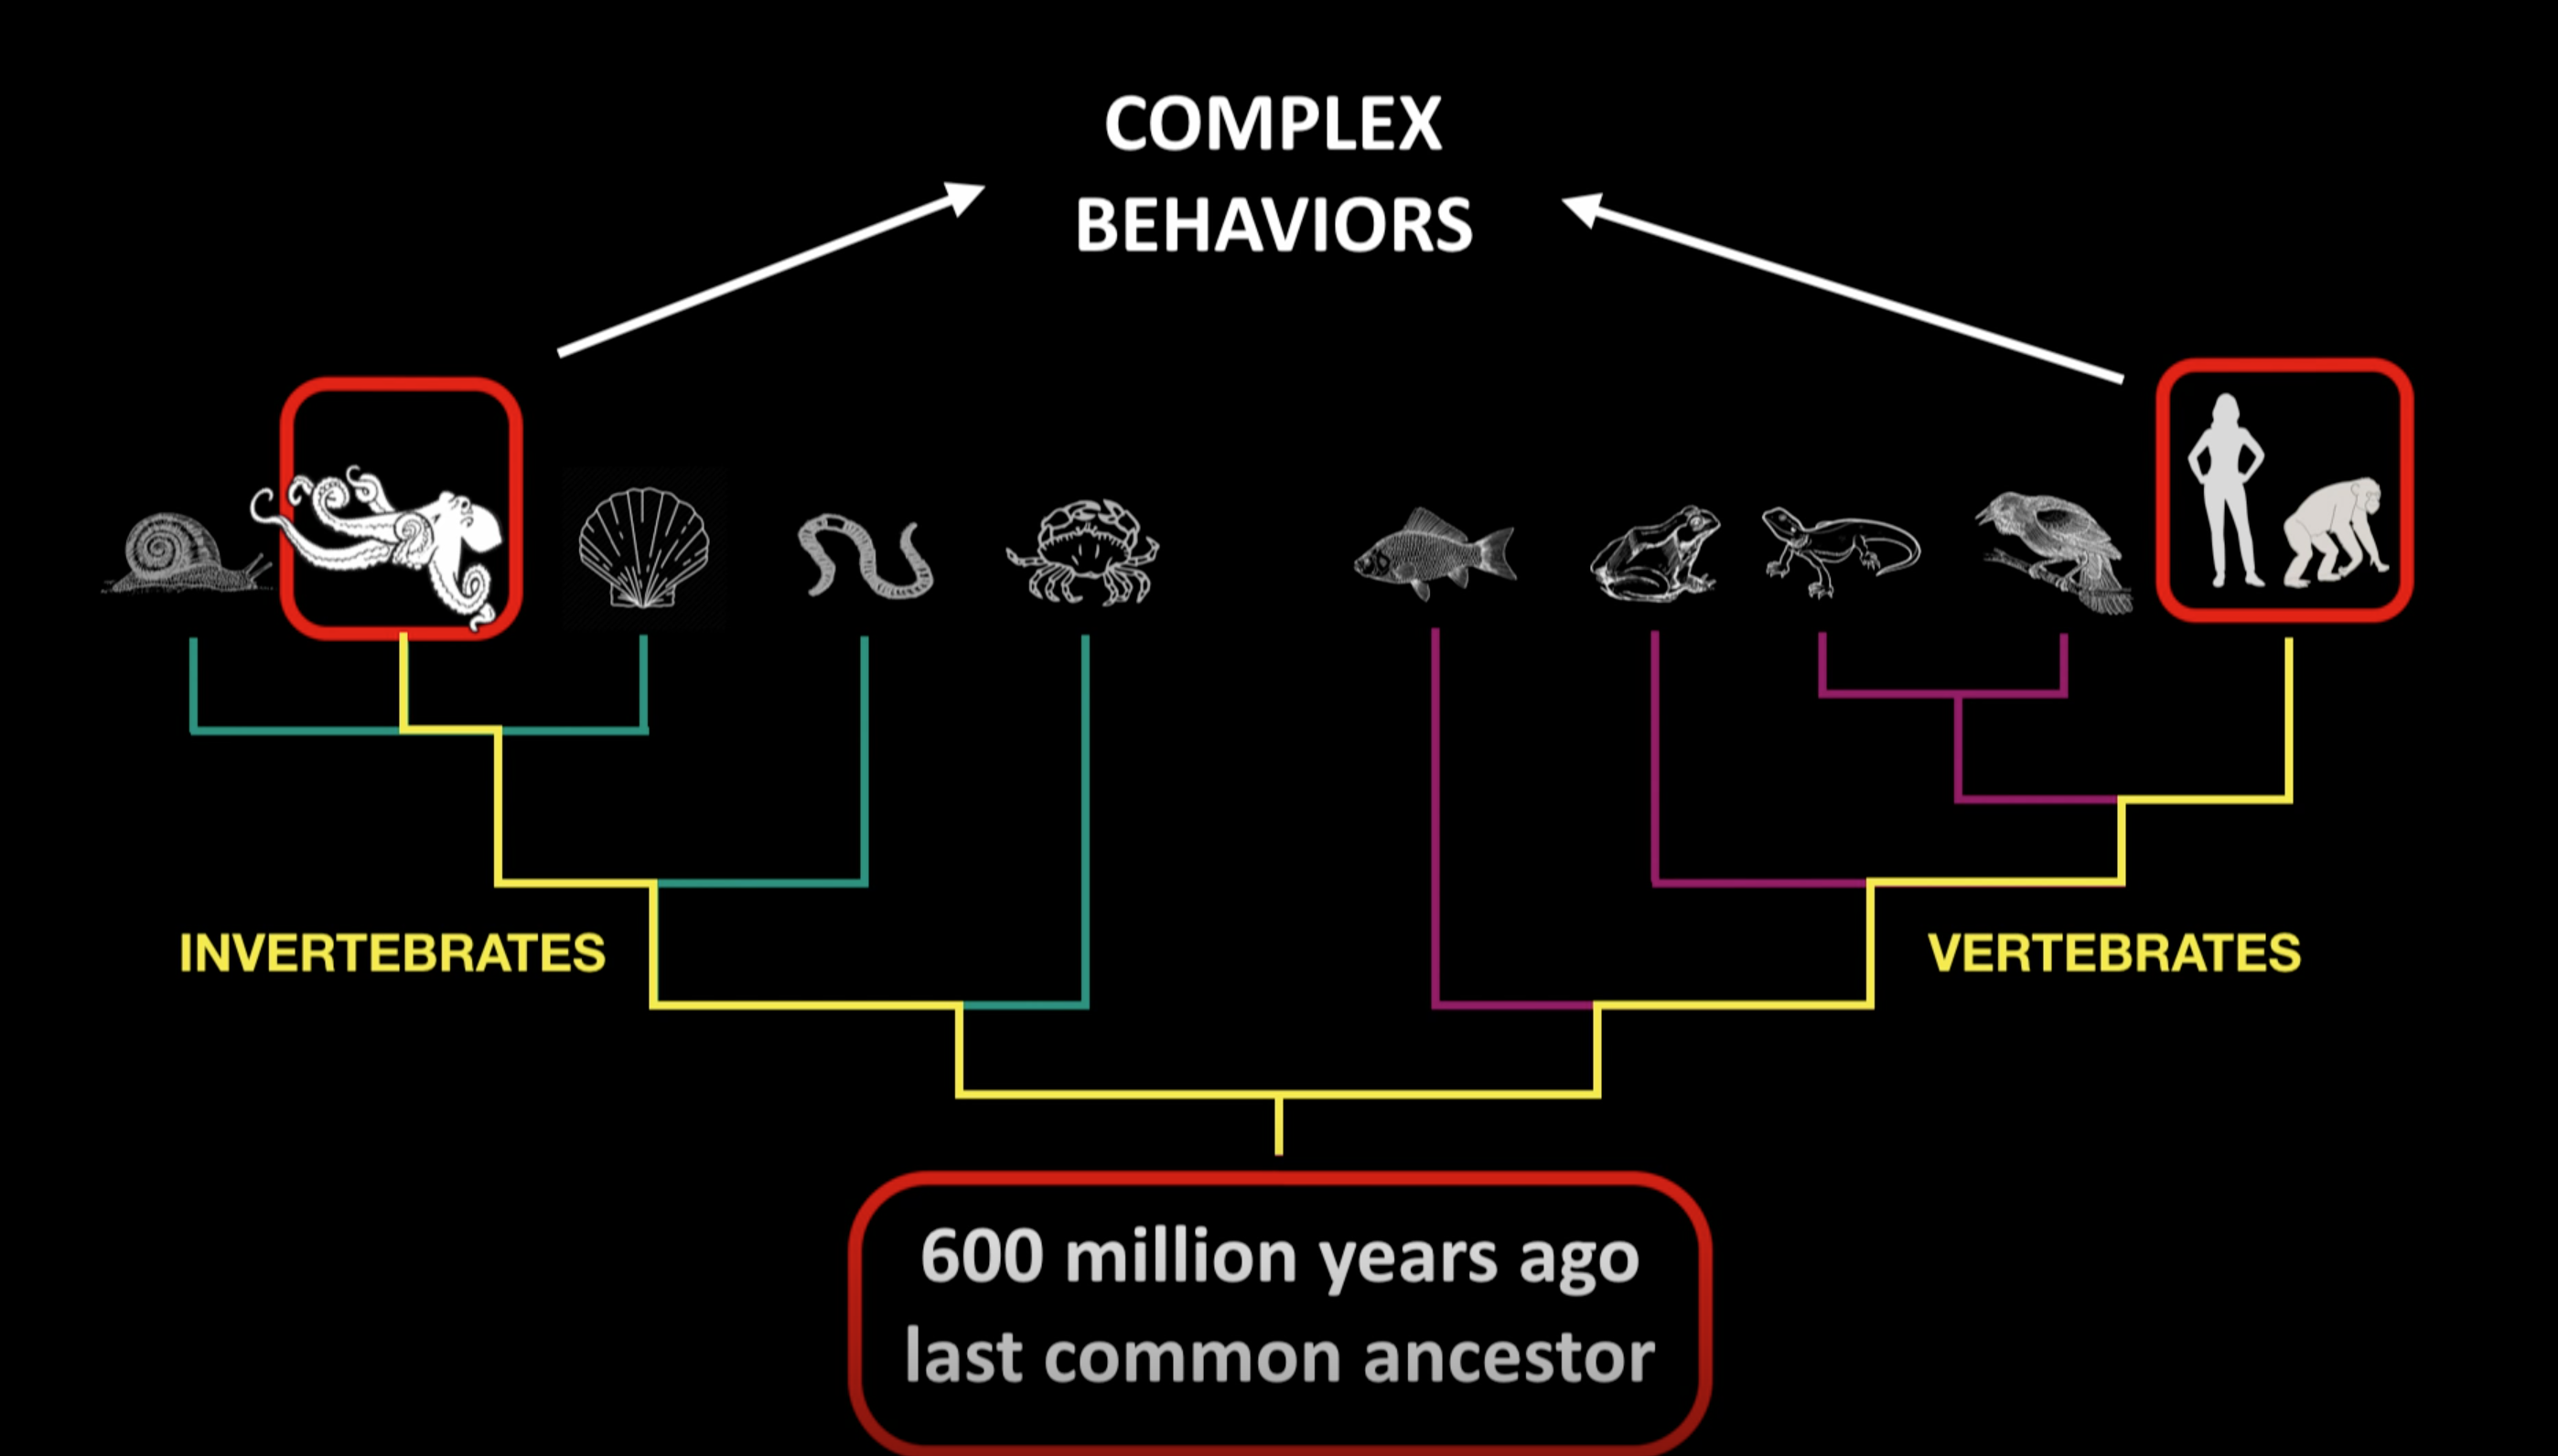 COMPLEX
BEHAVIORS
INVERTEBRATES
VERTEBRATES
600 million years ago
last common ancestor